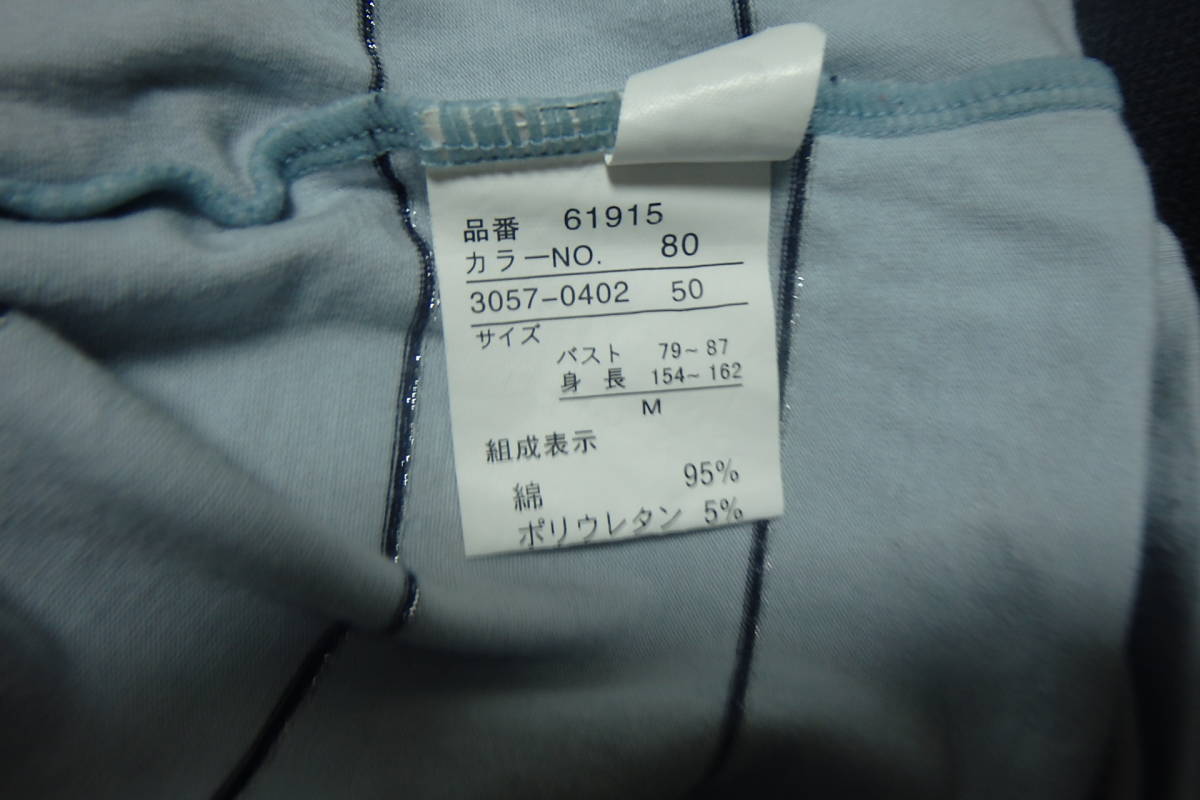 品番 61915
カラーNO. 80
3057-0402 50
サイズ
バスト 79~87
身長 154~162
M
組成表示
綿 95%
ポリウレタン 5%